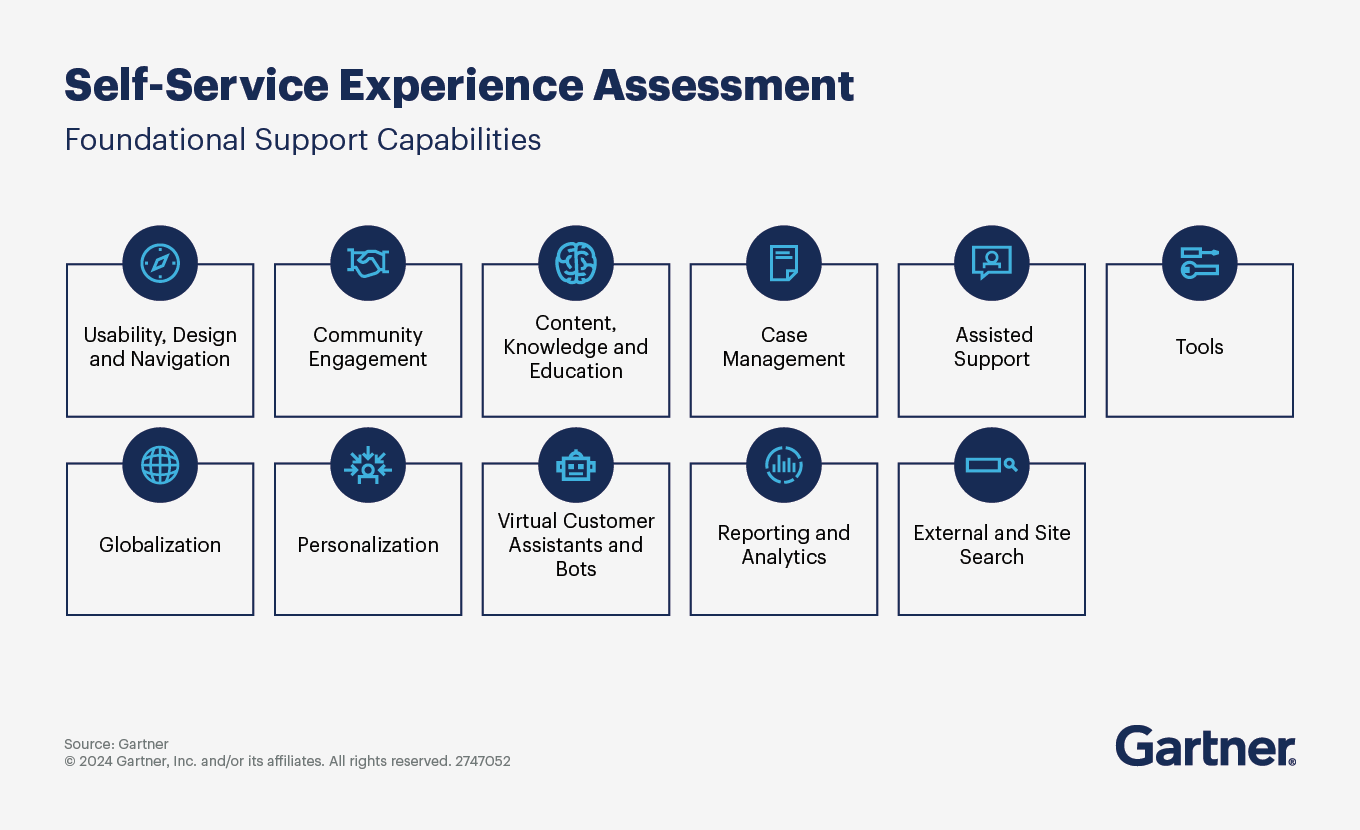 Self-Service Experience Assessment
Foundational Support Capabilities
Usability, Design
and Navigation
Community
Engagement
Content,
Knowledge and
Education
Case
Management
Assisted
Support
Tools
Globalization
Personalization
Virtual Customer
Assistants and
Bots
Reporting and
Analytics
External and Site
Search
Source: Gartner
© 2024 Gartner, Inc. and/or its affiliates. All rights reserved. 2747052
Gartner®